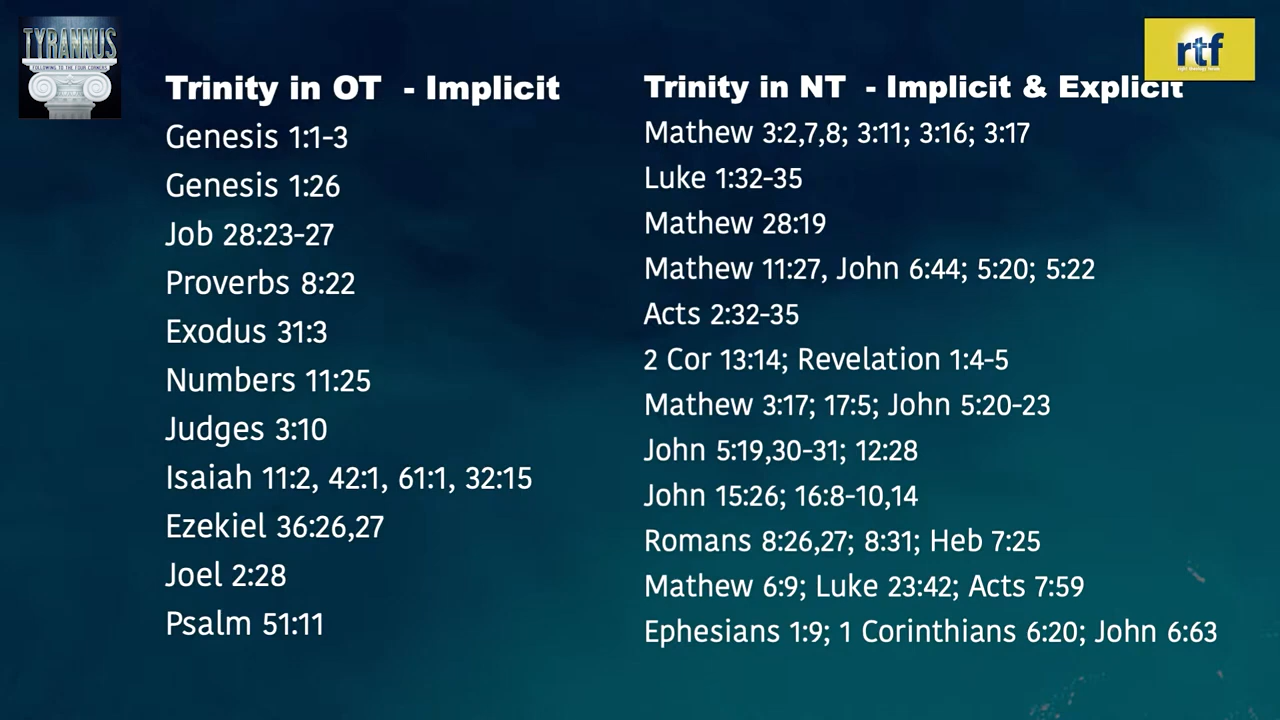 TYRANNUS
FOLLOWING TO THE FOUR CORNERS
rtf
Trinity in OT - Implicit
Genesis 1:1-3
Genesis 1:26
Job 28:23-27
Proverbs 8:22
Exodus 31:3
Numbers 11:25
Judges 3:10
Isaiah 11:2, 42:1, 61:1, 32:15
Ezekiel 36:26,27
Joel 2:28
Psalm 51:11
Trinity in NT - Implicit & Explicit
Mathew 3:2,7,8; 3:11; 3:16; 3:17
Luke 1:32-35
Mathew 28:19
Mathew 11:27, John 6:44; 5:20; 5:22
Acts 2:32-35
2 Cor 13:14; Revelation 1:4-5
Mathew 3:17; 17:5; John 5:20-23
John 5:19,30-31; 12:28
John 15:26; 16:8-10,14
Romans 8:26,27; 8:31; Heb 7:25
Mathew 6:9; Luke 23:42; Acts 7:59
Ephesians 1:9; 1 Corinthians 6:20; John 6:63